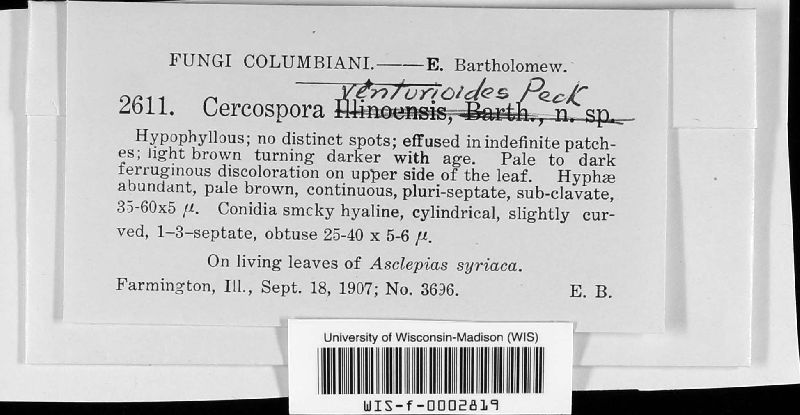 FUNGI COLUMBIANI.——E. Bartholomew.
venturioides Peck
2611. Cercospora Illinoensis, Barth., n. sp.
Hypophyllous; no distinct spots; effused in indefinite patch-
es; light brown turning darker with age. Pale to dark
ferruginous discoloration on upper side of the leaf. Hyphæ
abundant, pale brown, continuous, pluri-septate, sub-clavate,
35-60x5 µ. Conidia smcky hyaline, cylindrical, slightly cur-
ved, 1–3–septate, obtuse 25-40 x 5-6 µ.
On living leaves of Asclepias syriaca.
Farmington, Ill., Sept. 18, 1907; No. 3696. E. B.
University of Wisconsin-Madison (WIS)
WIS-f-0002819